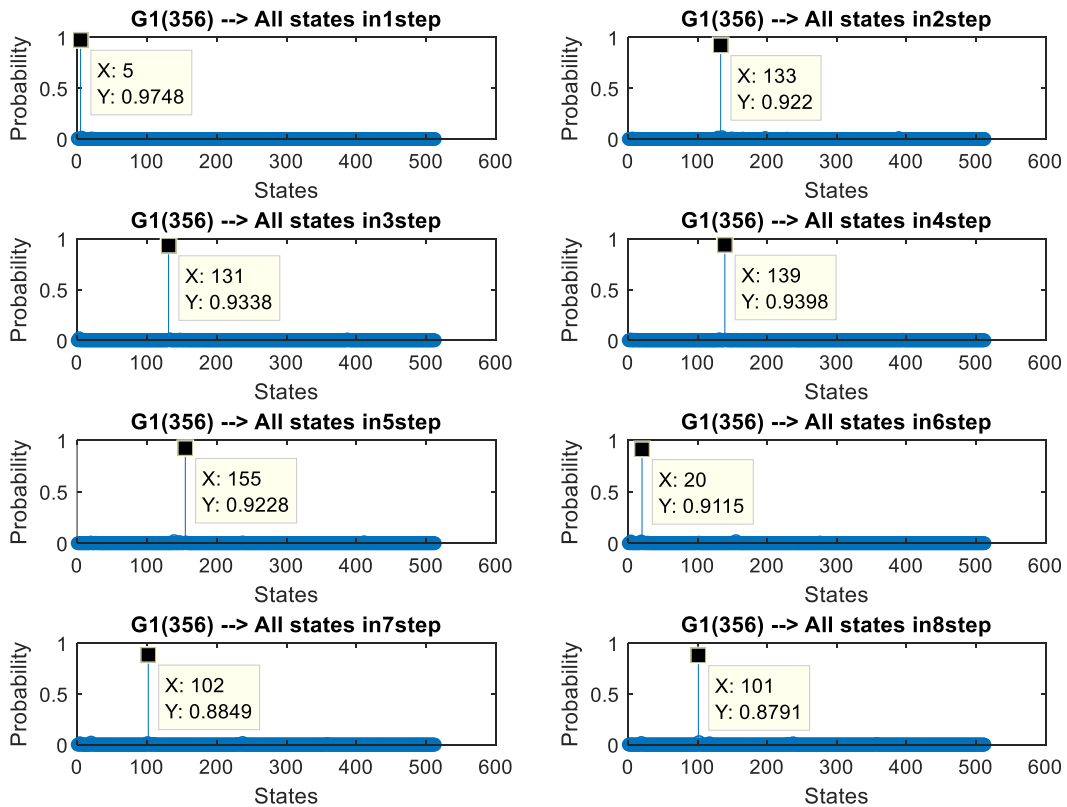 G1(356) --> All states in1step
1
0.5
0
Probability
X: 5
Y: 0.9748
0 100 200 300 400 500 600
States
G1(356) --> All states in2step
1
0.5
0
Probability
X: 133
Y: 0.922
0 100 200 300 400 500 600
States
G1(356) --> All states in3step
1
0.5
0
Probability
X: 131
Y: 0.9338
0 100 200 300 400 500 600
States
G1(356) --> All states in4step
1
0.5
0
Probability
X: 139
Y: 0.9398
0 100 200 300 400 500 600
States
G1(356) --> All states in5step
1
0.5
0
Probability
X: 155
Y: 0.9228
0 100 200 300 400 500 600
States
G1(356) --> All states in6step
1
0.5
0
Probability
X: 20
Y: 0.9115
0 100 200 300 400 500 600
States
G1(356) --> All states in7step
1
0.5
0
Probability
X: 102
Y: 0.8849
0 100 200 300 400 500 600
States
G1(356) --> All states in8step
1
0.5
0
Probability
X: 101
Y: 0.8791
0 100 200 300 400 500 600
States